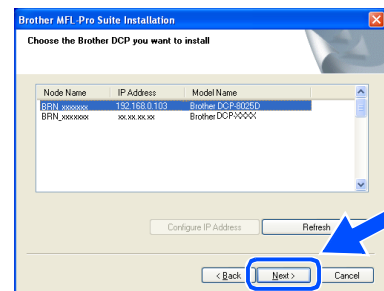 Brother MFL-Pro Suite Installation
Choose the Brother DCP you want to install
Node Name IP Address Model Name
BRN_xxxxxxx 192.168.0.103 Brother DCP-8025D
BRN_xxxxxxx xx.xx.xx.xx Brother DCP-XXXX
Configure IP Address Refresh
< Back Next > Cancel